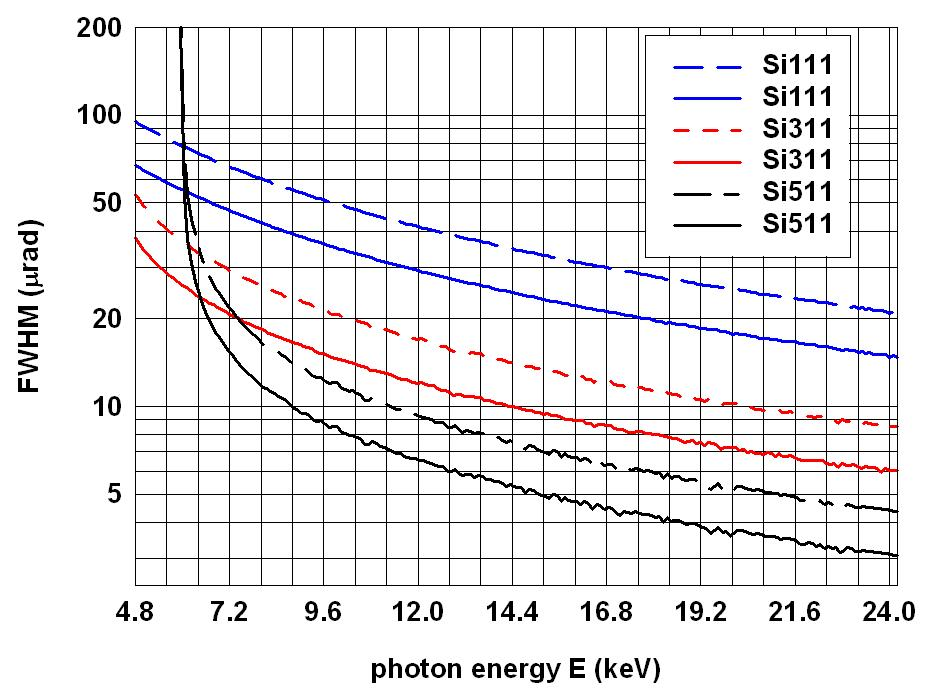 200
100
50
20
10
5
FWHM (μrad)
Si111
Si111
Si311
Si311
Si511
Si511
4.8 7.2 9.6 12.0 14.4 16.8 19.2 21.6 24.0
photon energy E (keV)